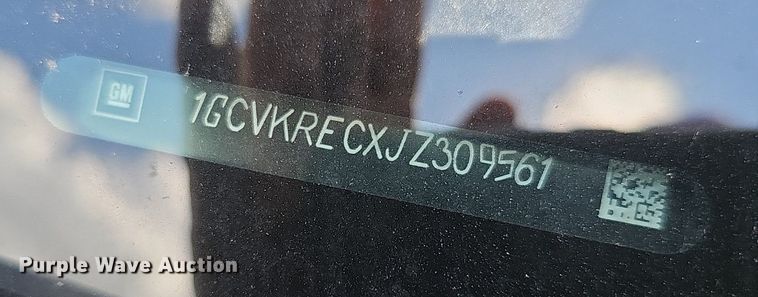 GM
1GCVKRECXJZ309561
Purple Wave Auction